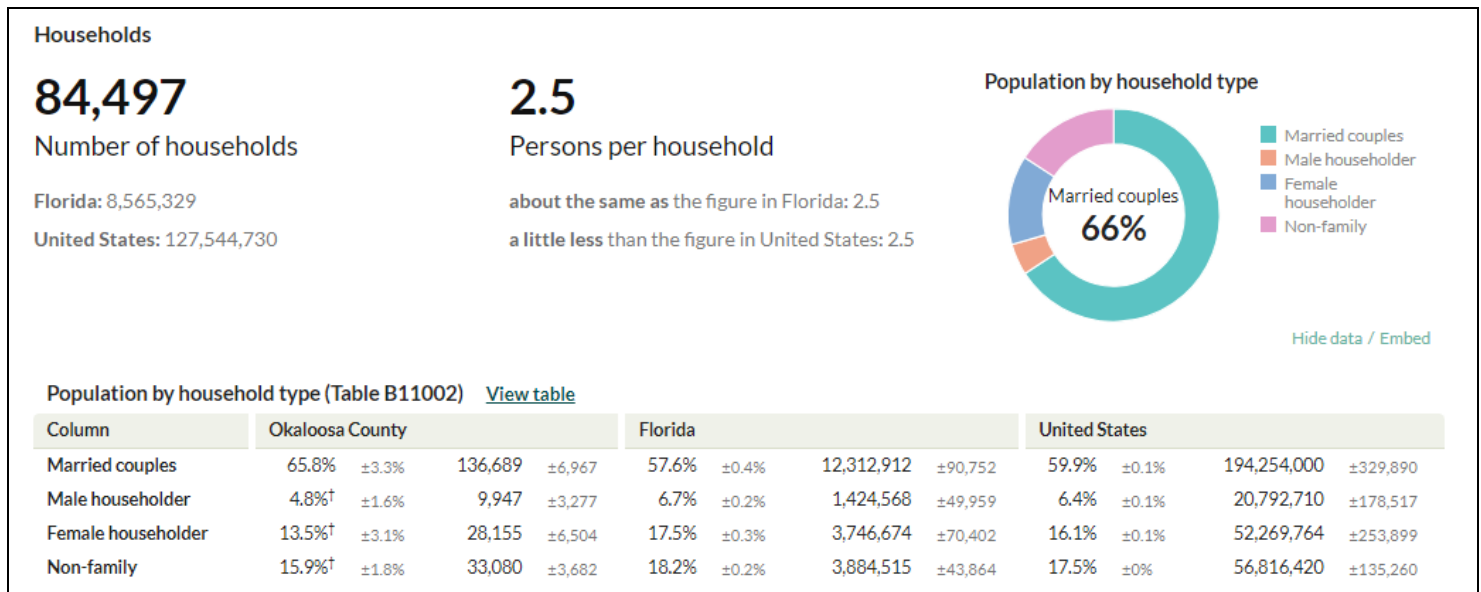 Households
84,497
Number of households
Florida: 8,565,329
United States: 127,544,730
2.5
Persons per household
about the same as the figure in Florida: 2.5
a little less than the figure in United States: 2.5
Population by household type
Married couples
66%
Married couples
Male householder
Female
householder
Non-family
Hide data / Embed
Population by household type (Table B11002) View table
Column Okaloosa County Florida United States
Married couples 65.8% ±3.3% 136,689 ±6,967 57.6% ±0.4% 12,312,912 ±90,752 59.9% ±0.1% 194,254,000 ±329,890
Male householder 4.8%† ±1.6% 9,947 ±3,277 6.7% ±0.2% 1,424,568 ±49,959 6.4% ±0.1% 20,792,710 ±178,517
Female householder 13.5%† ±3.1% 28,155 ±6,504 17.5% ±0.3% 3,746,674 ±70,402 16.1% ±0.1% 52,269,764 ±253,899
Non-family 15.9%† ±1.8% 33,080 ±3,682 18.2% ±0.2% 3,884,515 ±43,864 17.5% ±0% 56,816,420 ±135,260